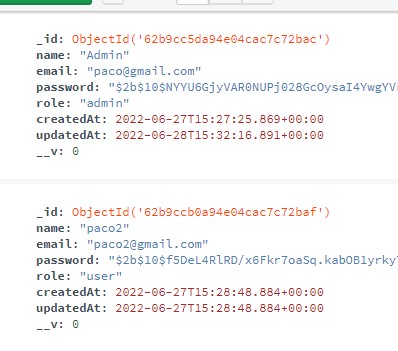 _id: ObjectId('62b9cc5da94e04cac7c72bac')
name: "Admin"
email: "paco@gmail.com"
password: "$2b$10$NYYU6GjyVAR0NUPj028GcOysaI4YwgYV
role: "admin"
createdAt: 2022-06-27T15:27:25.869+00:00
updatedAt: 2022-06-28T15:32:16.891+00:00
__v: 0
_id: ObjectId('62b9ccb0a94e04cac7c72baf')
name: "paco2"
email: "paco2@gmail.com"
password: "$2b$10$f5DeL4RlRD/x6Fkr7oaSq.kabOB1yrky
role: "user"
createdAt: 2022-06-27T15:28:48.884+00:00
updatedAt: 2022-06-27T15:28:48.884+00:00
__v: 0